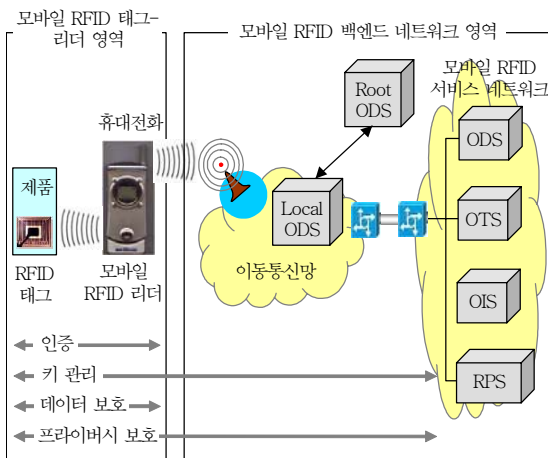 모바일 RFID 태그-
리더 영역
모바일 RFID 백엔드 네트워크 영역
모바일 RFID
서비스 네트워크
Root
ODS
휴대전화
ODS
제품
Local
ODS
OTS
이동통신망
RFID
태그
모바일
RFID 리더
OIS
인증
키 관리
RPS
데이터 보호
프라이버시 보호